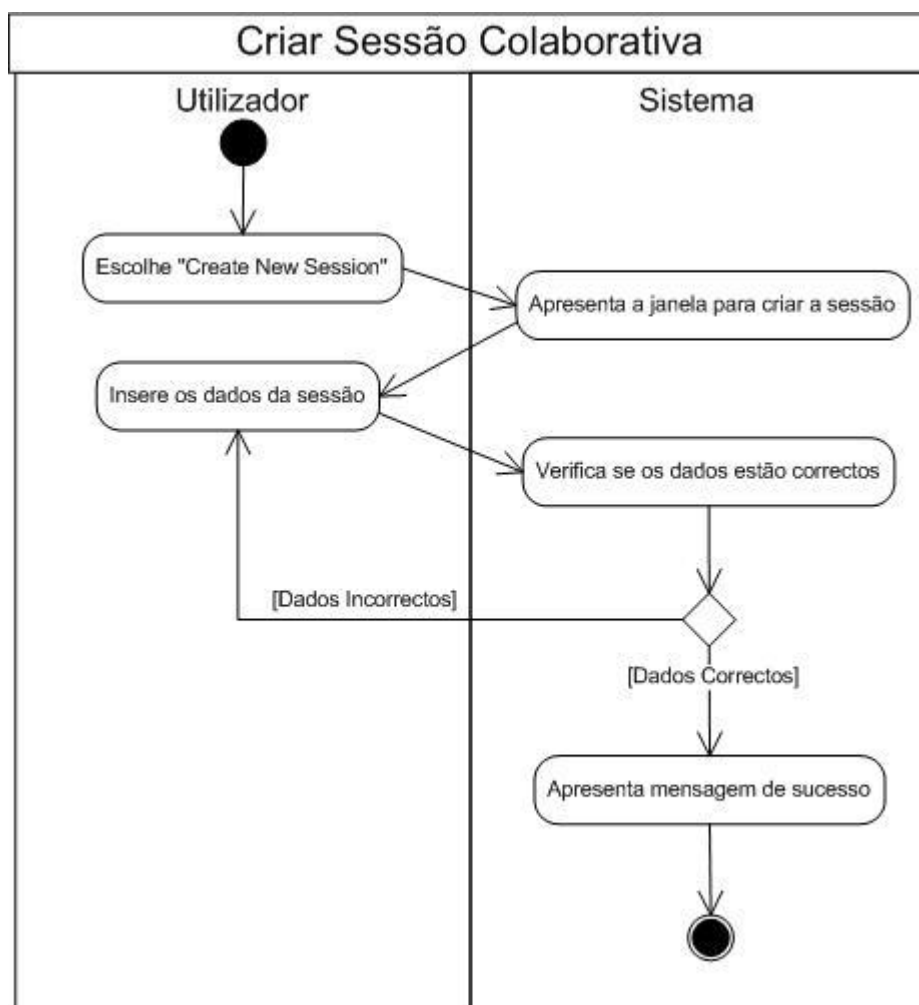 Criar Sessão Colaborativa
Utilizador
Sistema
Escolhe "Create New Session"
Apresenta a janela para criar a sessão
Insere os dados da sessão
Verifica se os dados estão correctos
[Dados Incorrectos]
[Dados Correctos]
Apresenta mensagem de sucesso